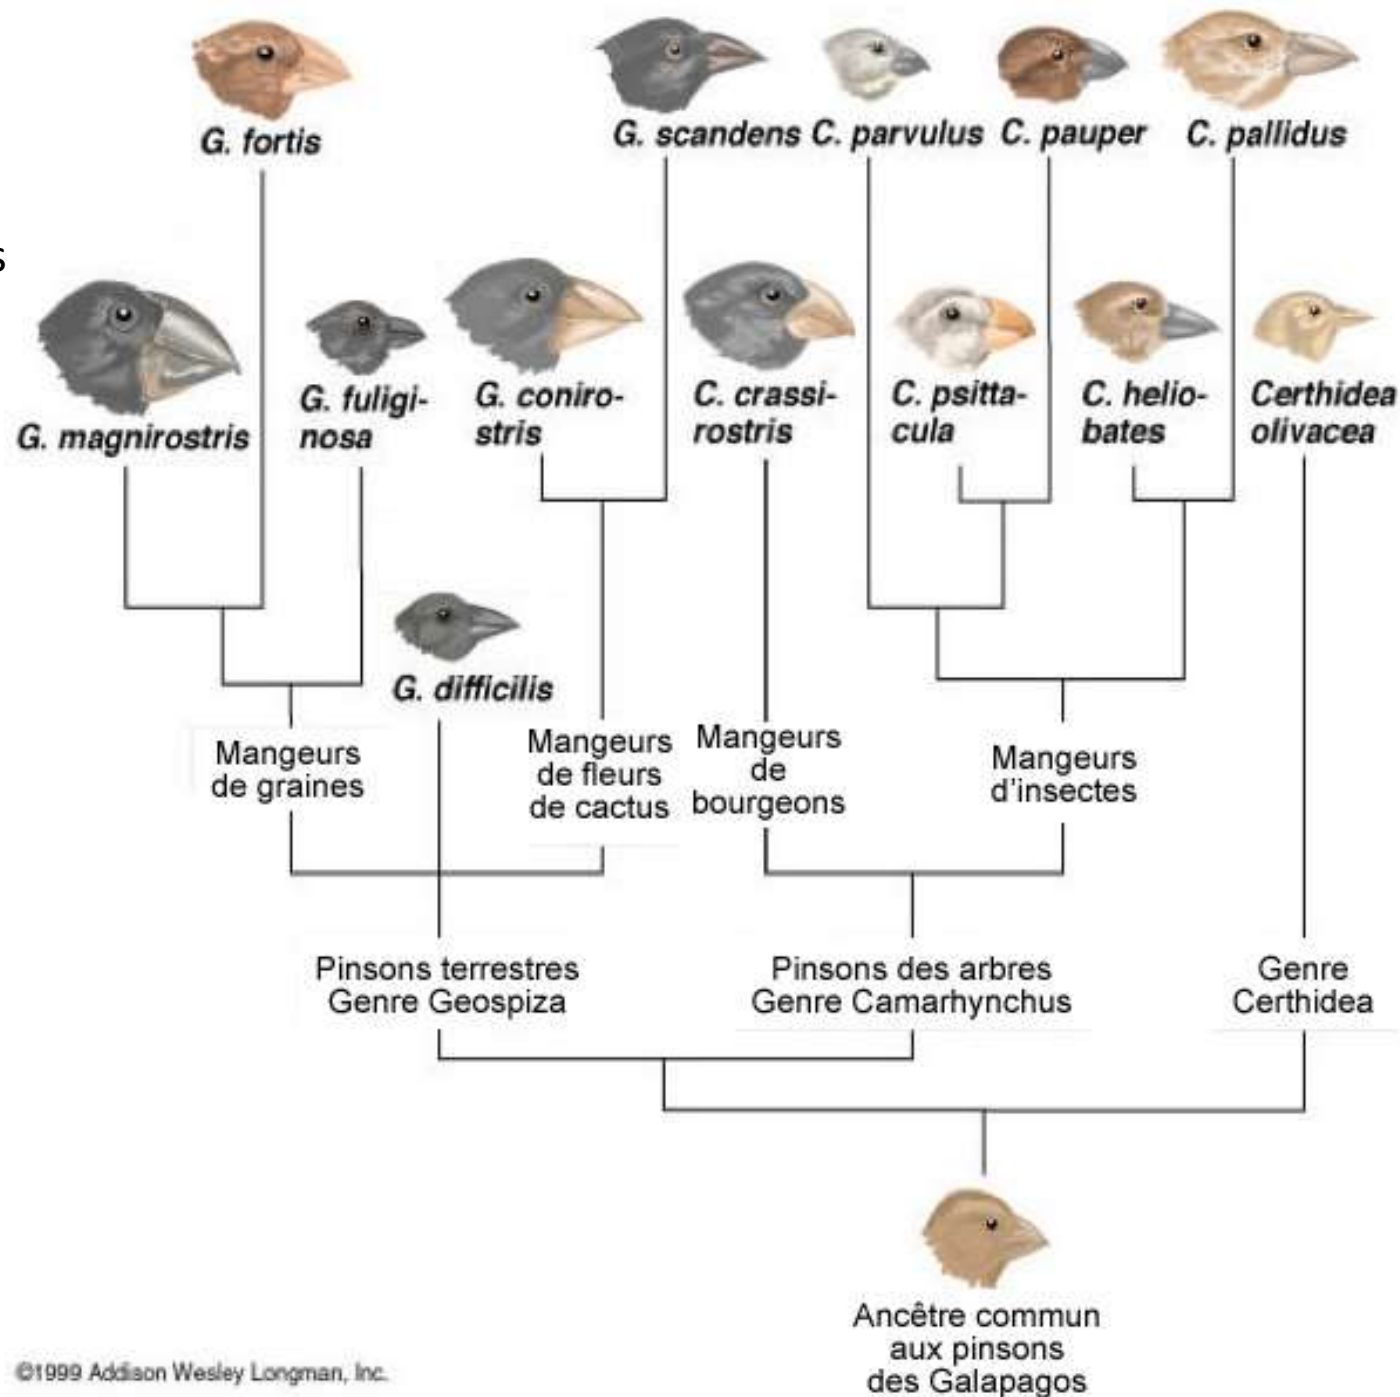 G. fortis
G. scandens
C. parvulus
C. pauper
C. pallidus
s
G. magnirostris
G. fuligi-
nosa
G. coniro-
stris
C. crassi-
rostris
C. psitta-
cula
C. helio-
bates
Certhidea
olivacea
G. difficilis
Mangeurs
de graines
Mangeurs
de fleurs
de cactus
Mangeurs
de
bourgeons
Mangeurs
d'insectes
Pinsons terrestres
Genre Geospiza
Pinsons des arbres
Genre Camarhynchus
Genre
Certhidea
Ancêtre commun
aux pinsons
des Galapagos
©1999 Addison Wesley Longman, Inc.